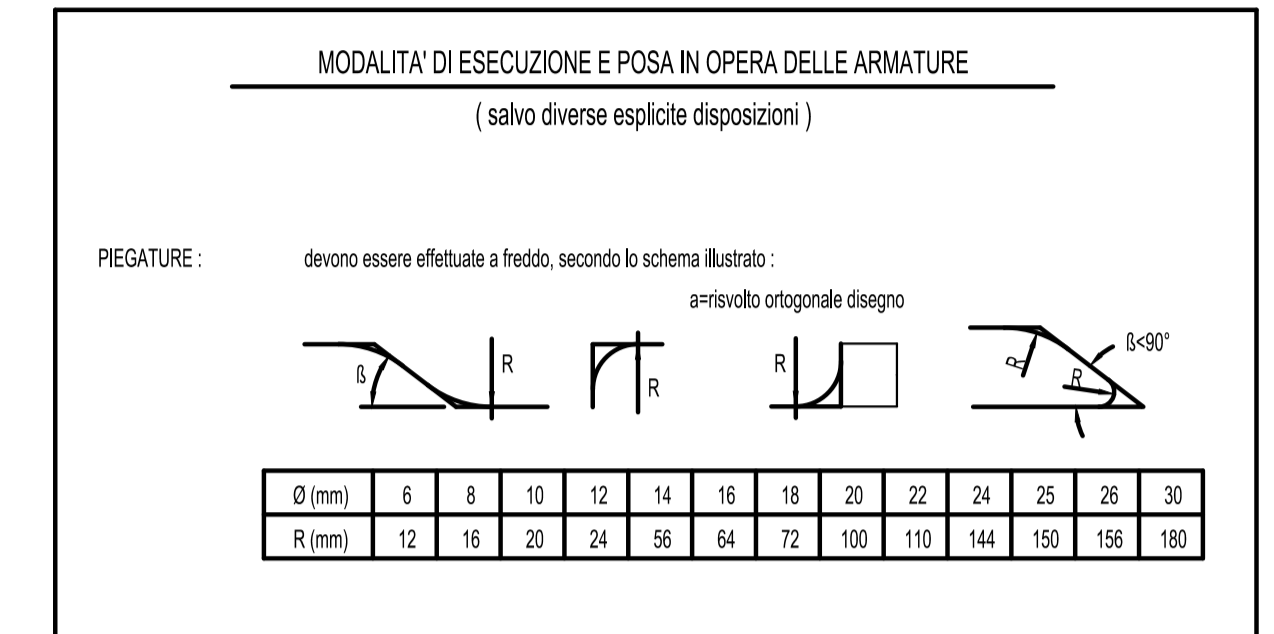 MODALITA' DI ESECUZIONE E POSA IN OPERA DELLE ARMATURE
( salvo diverse esplicite disposizioni )
PIEGATURE : devono essere effettuate a freddo, secondo lo schema illustrato :
a=risvolto ortogonale disegno
ß R R R R R ß<90°
Ø (mm) 6 8 10 12 14 16 18 20 22 24 25 26 30
R (mm) 12 16 20 24 56 64 72 100 110 144 150 156 180